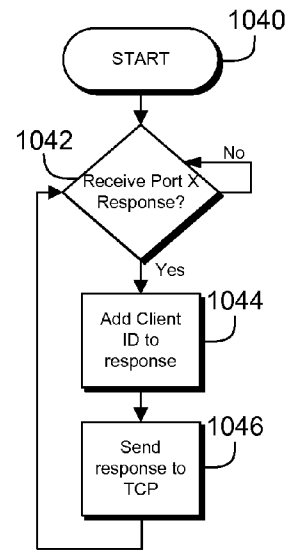 1040
START
1042
No
Receive Port X
Response?
Yes
1044
Add Client
ID to
response
1046
Send
response to
TCP